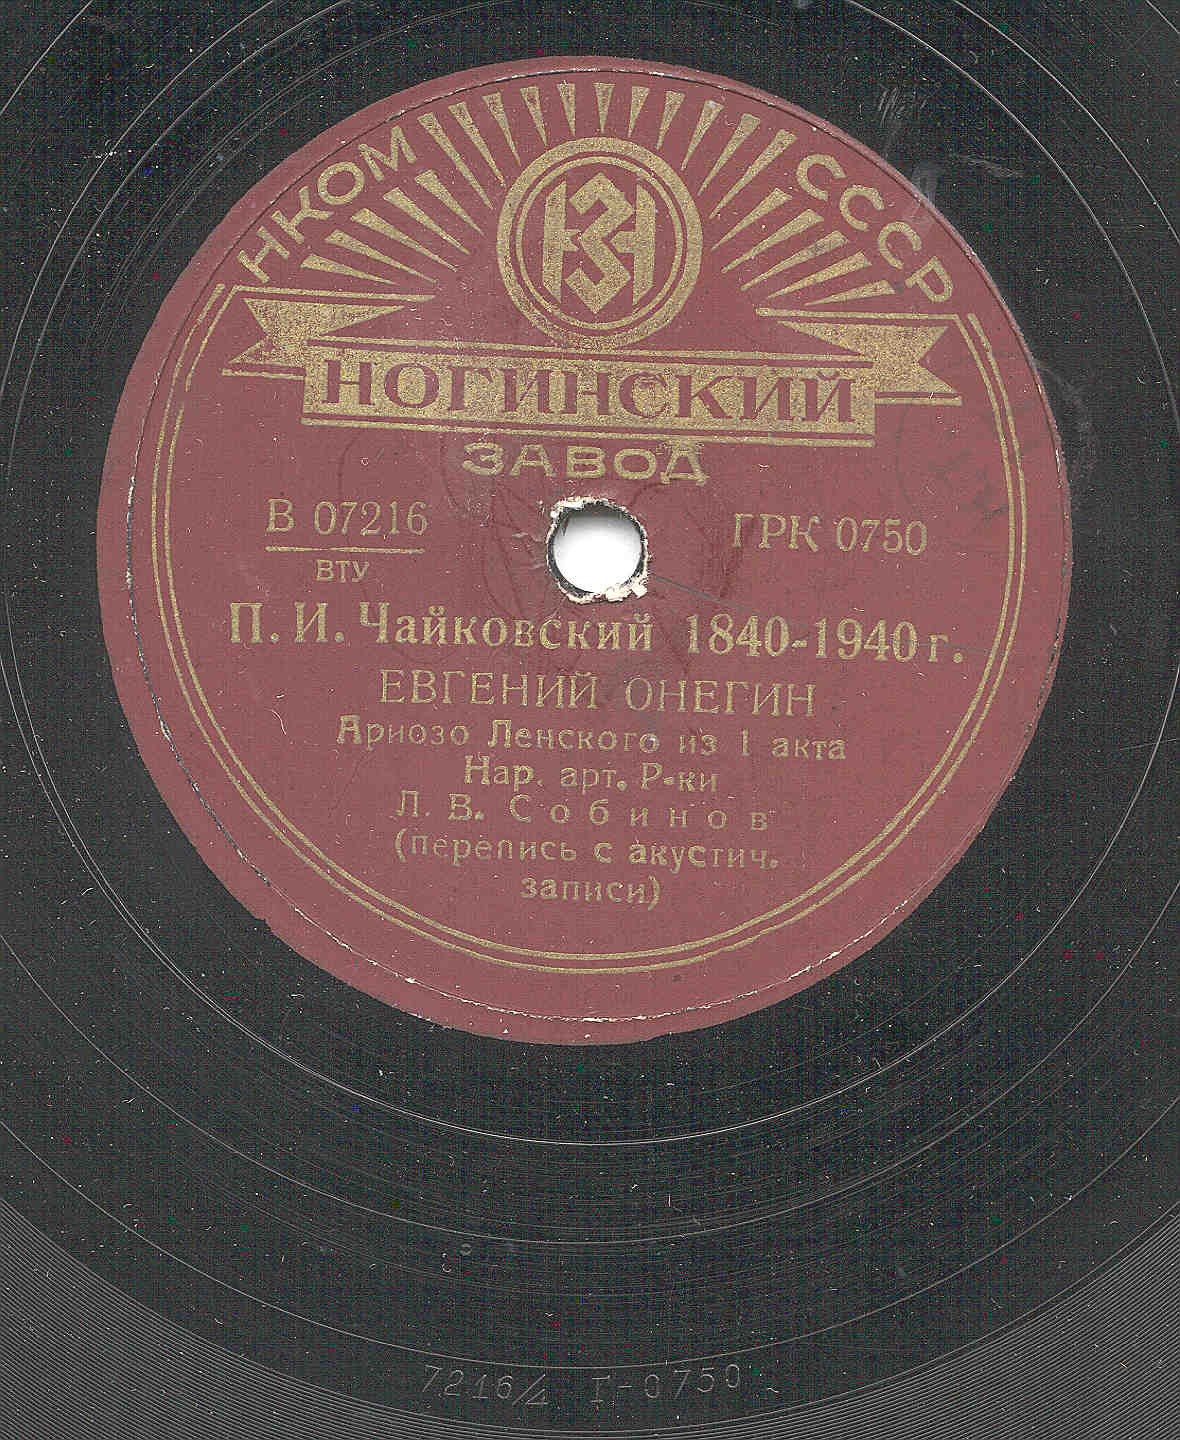 НКОМ СССР
НЗ
НОГИНСКИЙ
ЗАВОД
В 07216
ВТУ
ГРК 0750
П. И. Чайковский 1840-1940 г.
ЕВГЕНИЙ ОНЕГИН
Ариозо Ленского из I акта
Нар. арт. Р-ки
Л. В. Собинов
(перепись с акустич.
записи)
7216/4 I-0750